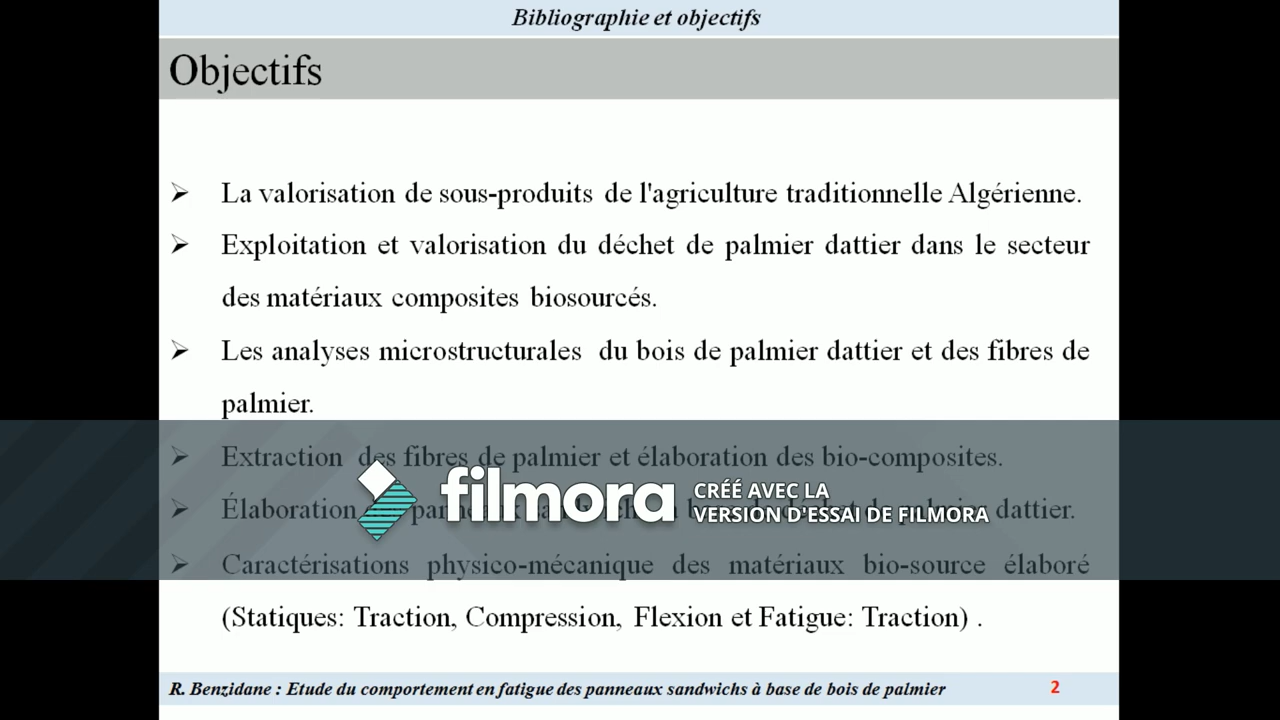 Bibliographie et objectifs
Objectifs
➢ La valorisation de sous-produits de l'agriculture traditionnelle Algérienne.
➢ Exploitation et valorisation du déchet de palmier dattier dans le secteur
des matériaux composites biosourcés.
➢ Les analyses microstructurales du bois de palmier dattier et des fibres de
palmier.
➢ Extraction des fibres de palmier et élaboration des bio-composites.
➢ Élaboration dattier.
filmora CRÉÉ AVEC LA
VERSION D'ESSAI DE FILMORA
➢ Caractérisations physico-mécanique des matériaux bio-source élaboré
(Statiques: Traction, Compression, Flexion et Fatigue: Traction) .
R. Benzidane : Etude du comportement en fatigue des panneaux sandwichs à base de bois de palmier 2